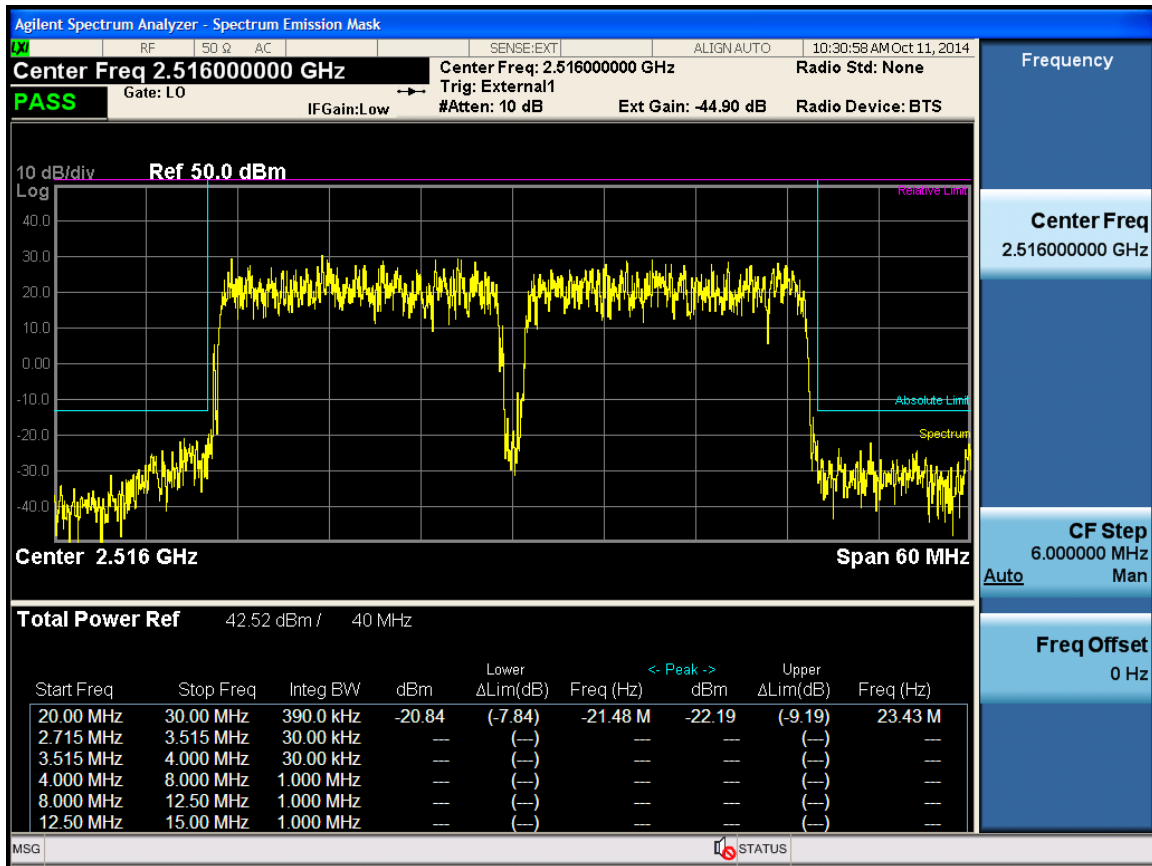 Agilent Spectrum Analyzer - Spectrum Emission Mask
LXI RF 50 Ω AC SENSE:EXT ALIGN AUTO 10:30:58 AM Oct 11, 2014
Center Freq 2.516000000 GHz
Center Freq: 2.516000000 GHz
Radio Std: None
PASS
Gate: LO
Trig: External1
IFGain:Low
#Atten: 10 dB
Ext Gain: -44.90 dB
Radio Device: BTS
10 dB/div Ref 50.0 dBm
Log
Relative Limit
40.0
30.0
20.0
10.0
0.00
-10.0
Absolute Limit
-20.0
Spectrum
-30.0
-40.0
Center 2.516 GHz Span 60 MHz
Total Power Ref 42.52 dBm / 40 MHz
Lower <- Peak -> Upper
Start Freq Stop Freq Integ BW dBm ΔLim(dB) Freq (Hz) dBm ΔLim(dB) Freq (Hz)
20.00 MHz 30.00 MHz 390.0 kHz -20.84 (-7.84) -21.48 M -22.19 (-9.19) 23.43 M
2.715 MHz 3.515 MHz 30.00 kHz --- (---) --- --- (---) ---
3.515 MHz 4.000 MHz 30.00 kHz --- (---) --- --- (---) ---
4.000 MHz 8.000 MHz 1.000 MHz --- (---) --- --- (---) ---
8.000 MHz 12.50 MHz 1.000 MHz --- (---) --- --- (---) ---
12.50 MHz 15.00 MHz 1.000 MHz --- (---) --- --- (---) ---
MSG STATUS
Frequency
Center Freq
2.516000000 GHz
CF Step
6.000000 MHz
Auto Man
Freq Offset
0 Hz